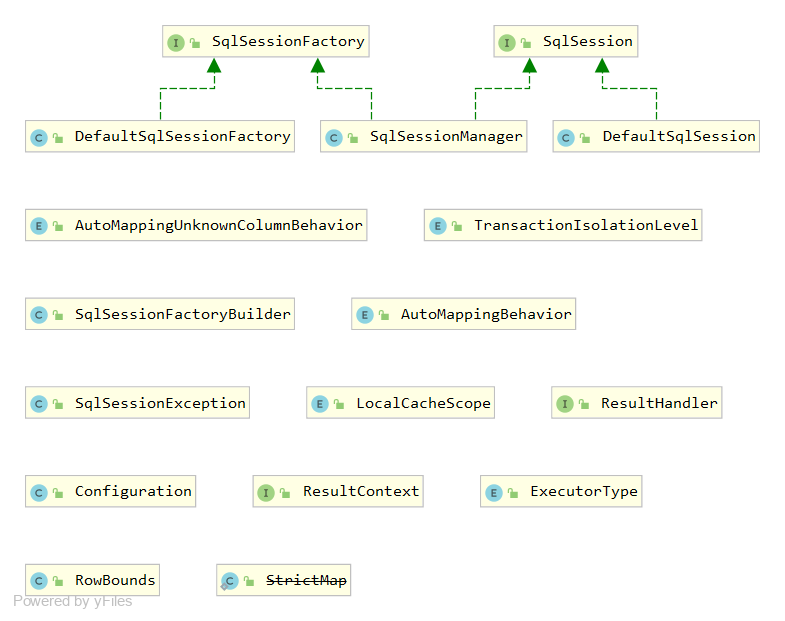 I SqlSessionFactory
I SqlSession
C DefaultSqlSessionFactory
C SqlSessionManager
C DefaultSqlSession
E AutoMappingUnknownColumnBehavior
E TransactionIsolationLevel
C SqlSessionFactoryBuilder
E AutoMappingBehavior
C SqlSessionException
E LocalCacheScope
I ResultHandler
C Configuration
I ResultContext
E ExecutorType
C RowBounds
C StrictMap
Powered by yFiles